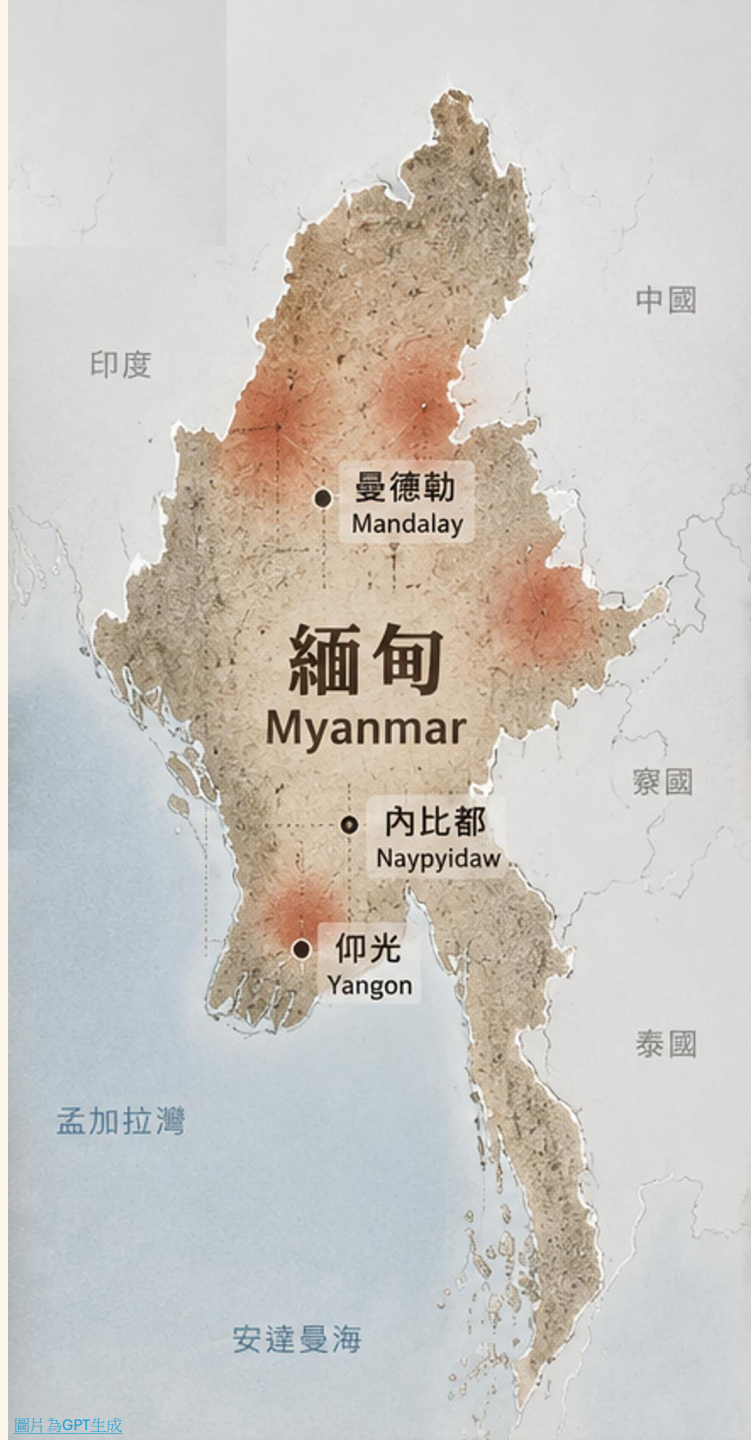 中國
印度
曼德勒
Mandalay
緬甸
Myanmar
寮國
內比都
Naypyidaw
仰光
Yangon
泰國
孟加拉灣
安達曼海
圖片為GPT生成